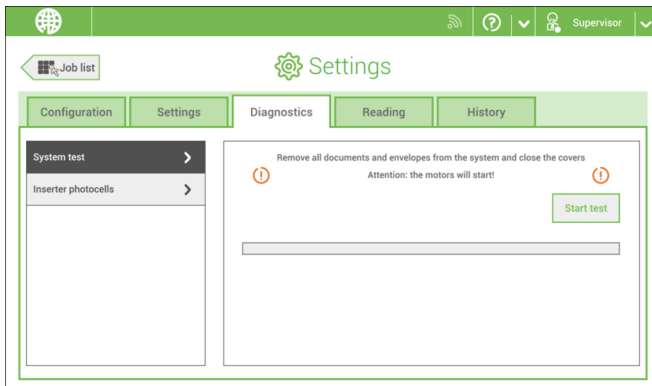 Supervisor
Job list
Settings
Configuration
Settings
Diagnostics
Reading
History
System test
Inserter photocells
Remove all documents and envelopes from the system and close the covers
Attention: the motors will start!
Start test